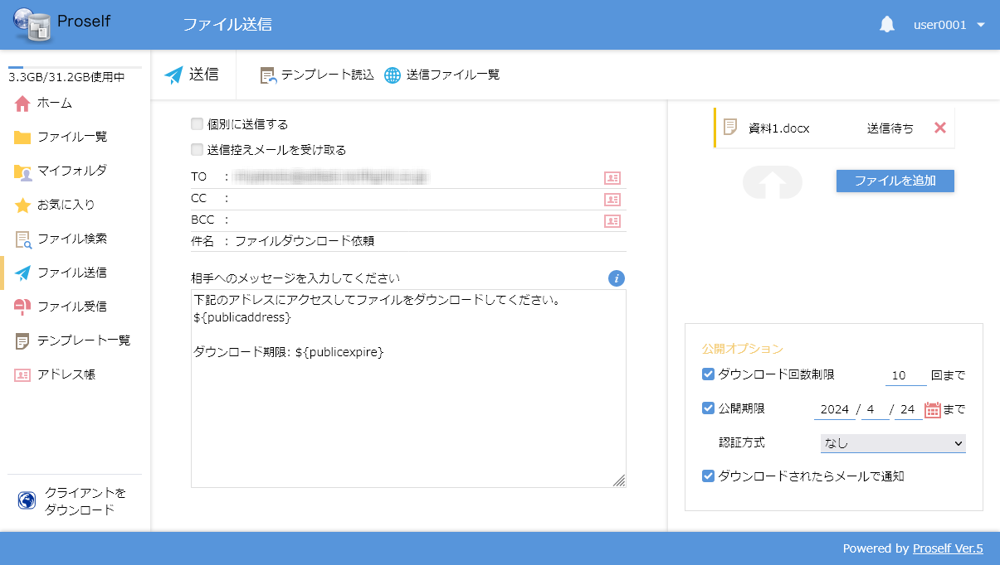 Proself
ファイル送信
user0001
3.3GB/31.2GB使用中
ホーム
ファイル一覧
マイフォルダ
お気に入り
ファイル検索
ファイル送信
ファイル受信
テンプレート一覧
アドレス帳
クライアントを
ダウンロード
送信
テンプレート読込
送信ファイル一覧
個別に送信する
送信控えメールを受け取る
TO :
CC :
BCC :
件名 : ファイルダウンロード依頼
相手へのメッセージを入力してください
下記のアドレスにアクセスしてファイルをダウンロードしてください。
${publicaddress}
ダウンロード期限: ${publicexpire}
資料1.docx 送信待ち
ファイルを追加
公開オプション
ダウンロード回数制限 10 回まで
公開期限 2024 / 4 / 24 まで
認証方式 なし
ダウンロードされたらメールで通知
Powered by Proself Ver.5